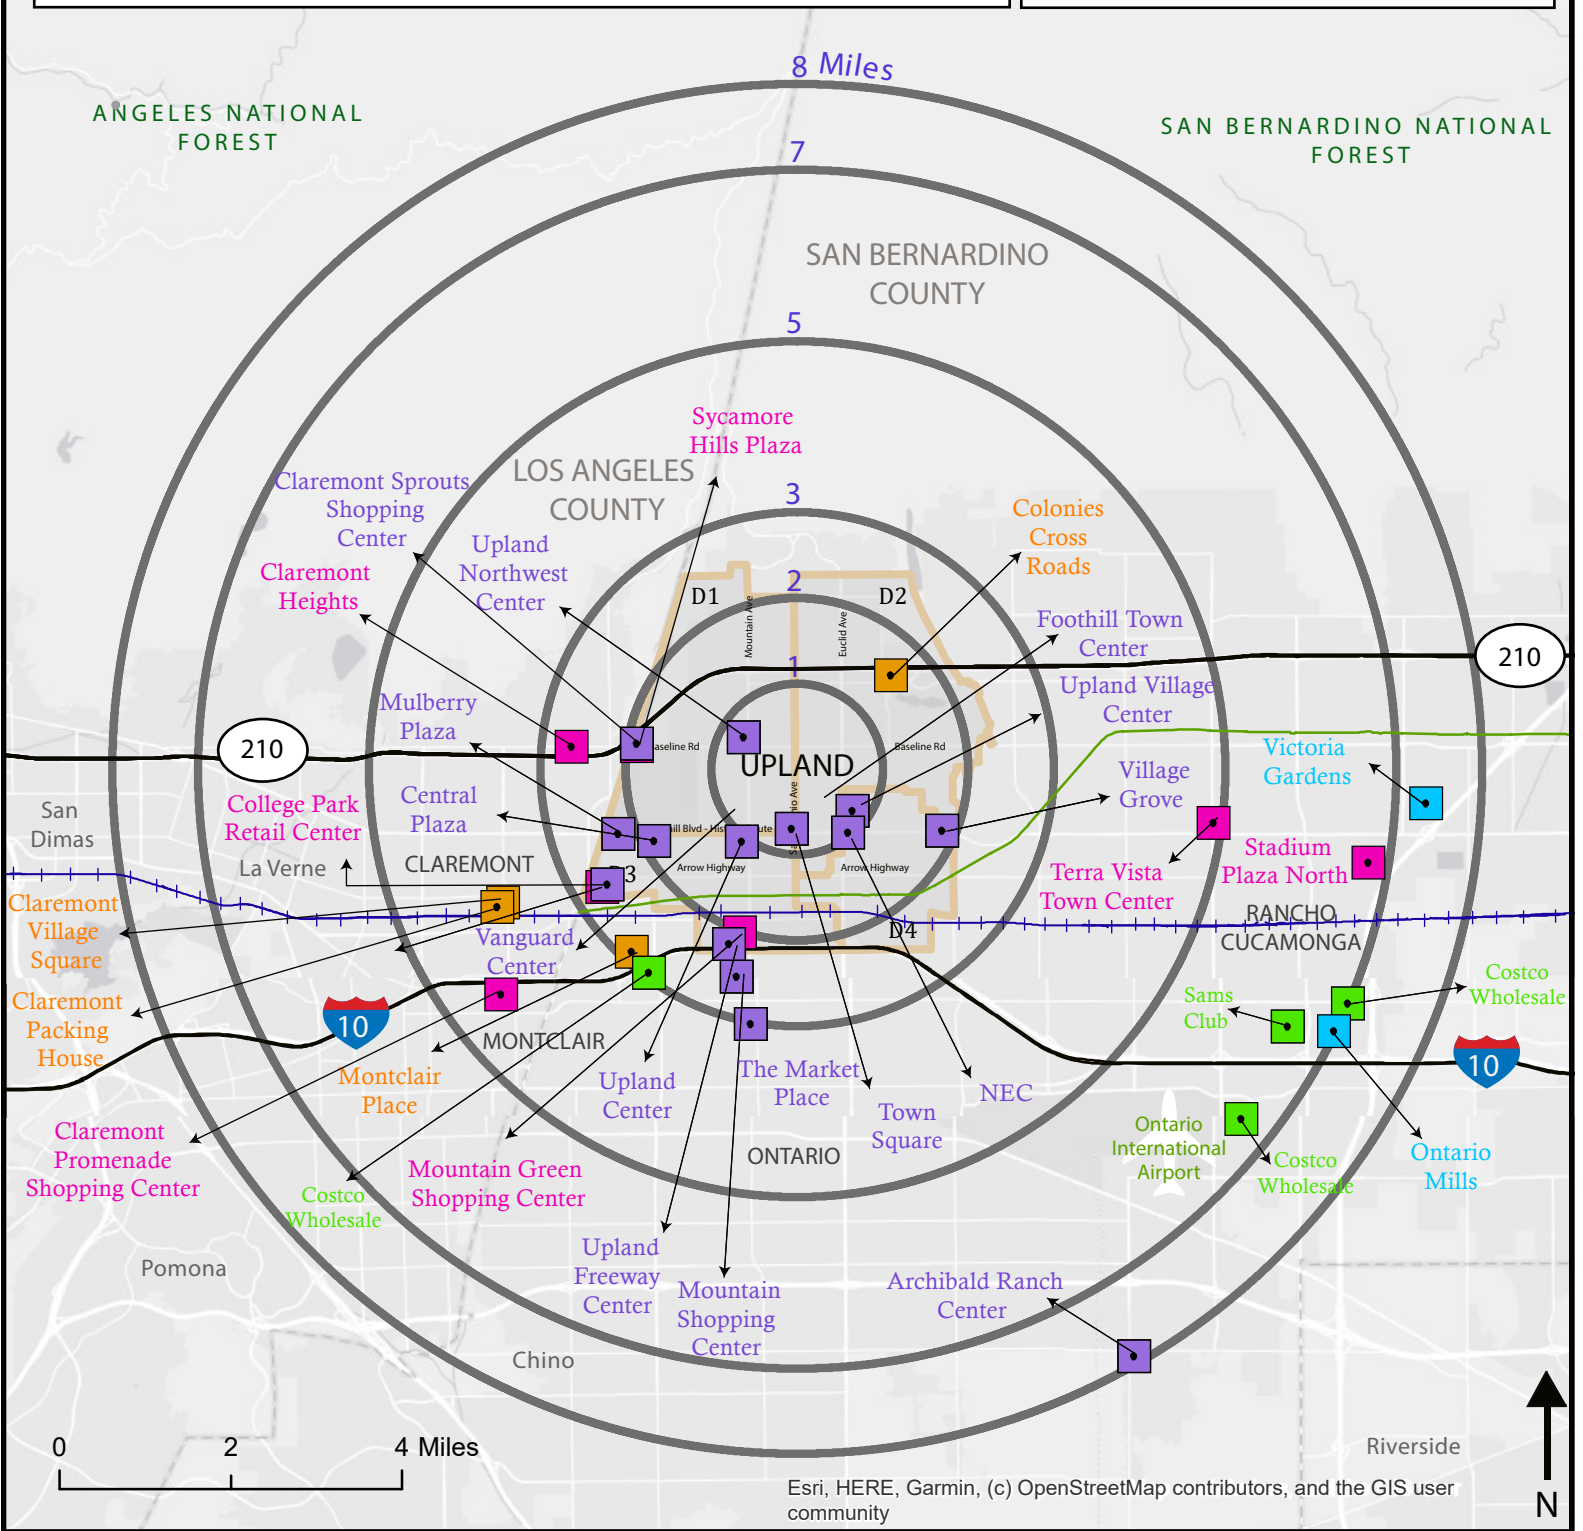 8 Miles
ANGELES NATIONAL
FOREST
SAN BERNARDINO NATIONAL
FOREST
7
SAN BERNARDINO
COUNTY
5
Sycamore
Hills Plaza
LOS ANGELES
COUNTY
Claremont Sprouts
Shopping
Center
3
Colonies
Cross
Roads
Upland
Northwest
Center
Claremont
Heights
2
D1
D2
Mountain Ave
Euclid Ave
Foothill Town
Center
210
1
Upland Village
Center
Mulberry
Plaza
210
Baseline Rd
aseline Rd
UPLAND
Victoria
Gardens
Village
Grove
Central
Plaza
College Park
Retail Center
San
Dimas
Arrow Highway
Arrow Highway
CLAREMONT
La Verne
3
Terra Vista
Town Center
Stadium
Plaza North
RANCHO
CUCAMONGA
Claremont
Village
Square
Vanguard
Center
D4
Costco
Wholesale
Sams
Club
Claremont
Packing
House
10
MONTCLAIR
10
Montclair
Place
Upland
Center
The Market
Place
NEC
Town
Square
Claremont
Promenade
Shopping Center
Ontario
International
Airport
Ontario
Mills
Costco
Wholesale
ONTARIO
Mountain Green
Shopping Center
Costco
Wholesale
Upland
Freeway
Center
Pomona
Mountain
Shopping
Center
Archibald Ranch
Center
Chino
0 2 4 Miles
Riverside
Esri, HERE, Garmin, (c) OpenStreetMap contributors, and the GIS user
community
N